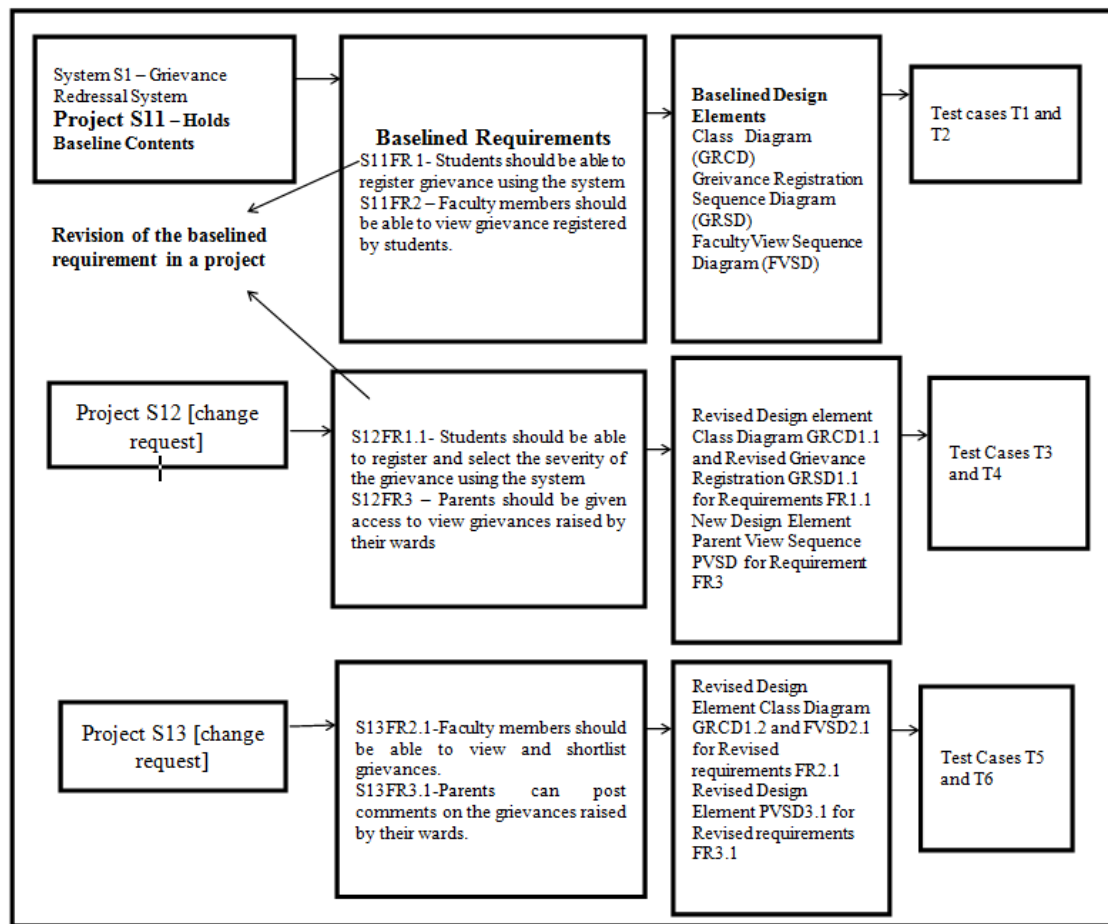 System S1 – Grievance
Redressal System
Project S11 – Holds
Baseline Contents
Baselined Requirements
S11FR 1- Students should be able to
register grievance using the system
S11FR2 – Faculty members should
be able to view grievance registered
by students.
Baselined Design
Elements
Class Diagram
(GRCD)
Greivance Registration
Sequence Diagram
(GRSD)
Faculty View Sequence
Diagram (FVSD)
Test cases T1 and
T2
Revision of the baselined
requirement in a project
Project S12 [change
request]
S12FR1.1- Students should be able
to register and select the severity of
the grievance using the system
S12FR3 – Parents should be given
access to view grievances raised by
their wards
Revised Design element
Class Diagram GRCD1.1
and Revised Grievance
Registration GRSD1.1
for Requirements FR1.1
New Design Element
Parent View Sequence
PVSD for Requirement
FR3
Test Cases T3
and T4
Project S13 [change
request]
S13FR2.1-Faculty members should
be able to view and shortlist
grievances.
S13FR3.1-Parents can post
comments on the grievances raised
by their wards.
Revised Design
Element Class Diagram
GRCD1.2 and FVSD2.1
for Revised
requirements FR2.1
Revised Design
Element PVSD3.1 for
Revised requirements
FR3.1
Test Cases T5
and T6